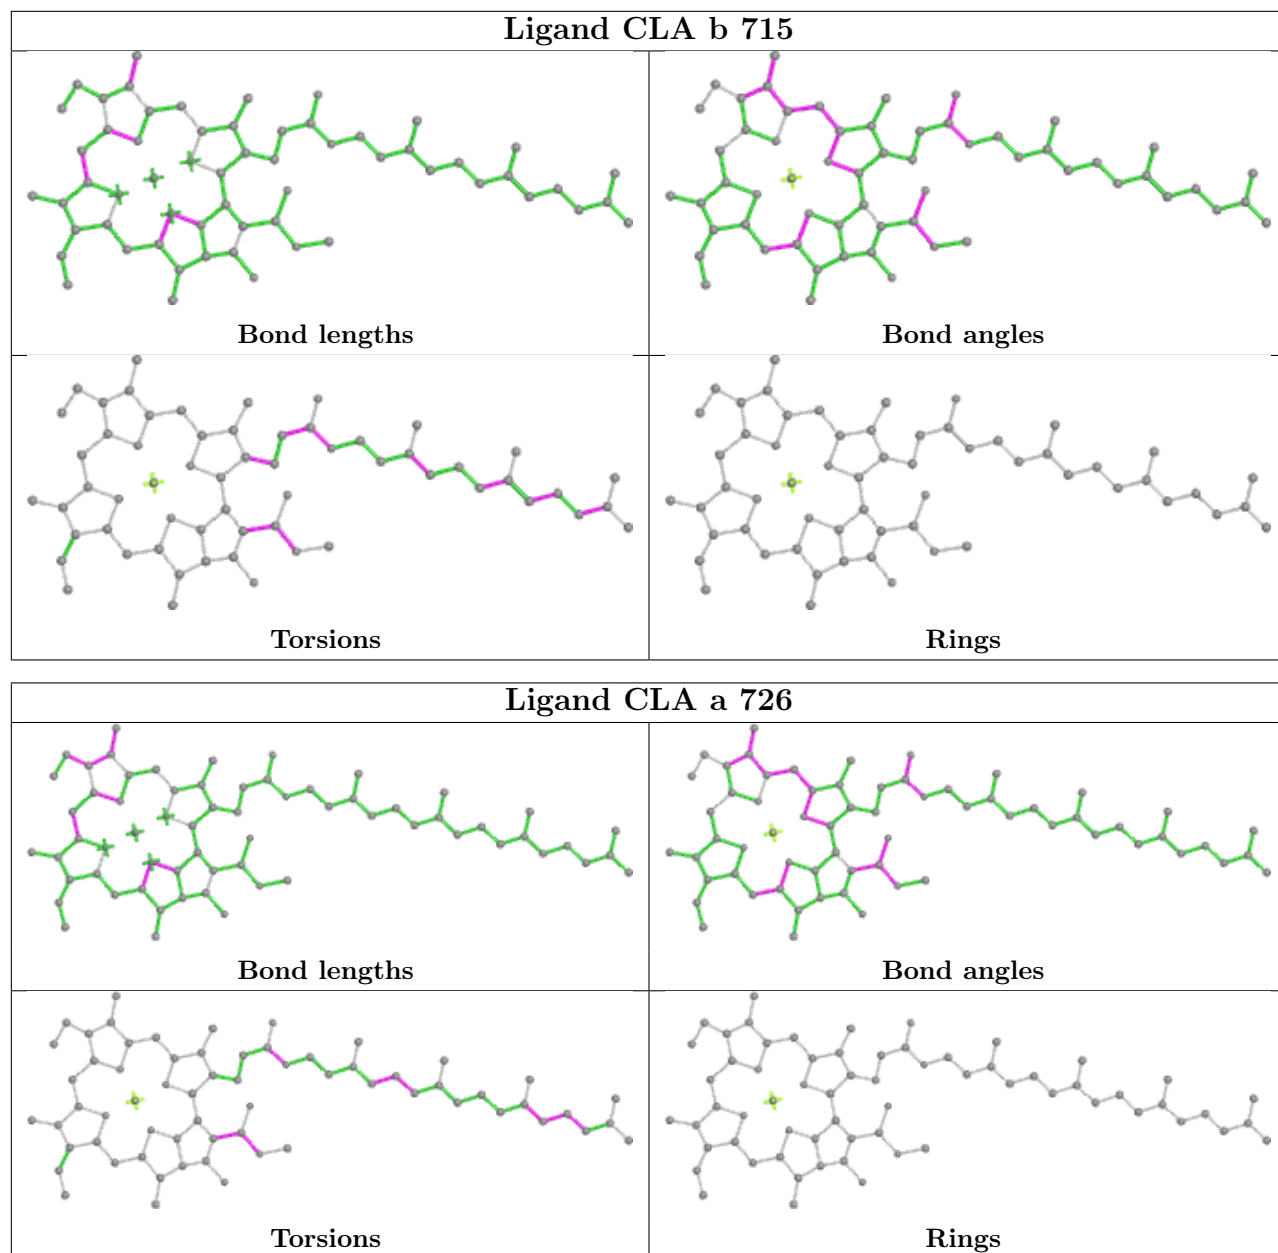 Ligand CLA b 715
Bond lengths
Bond angles
Torsions
Rings
Ligand CLA a 726
Bond lengths
Bond angles
Torsions
Rings